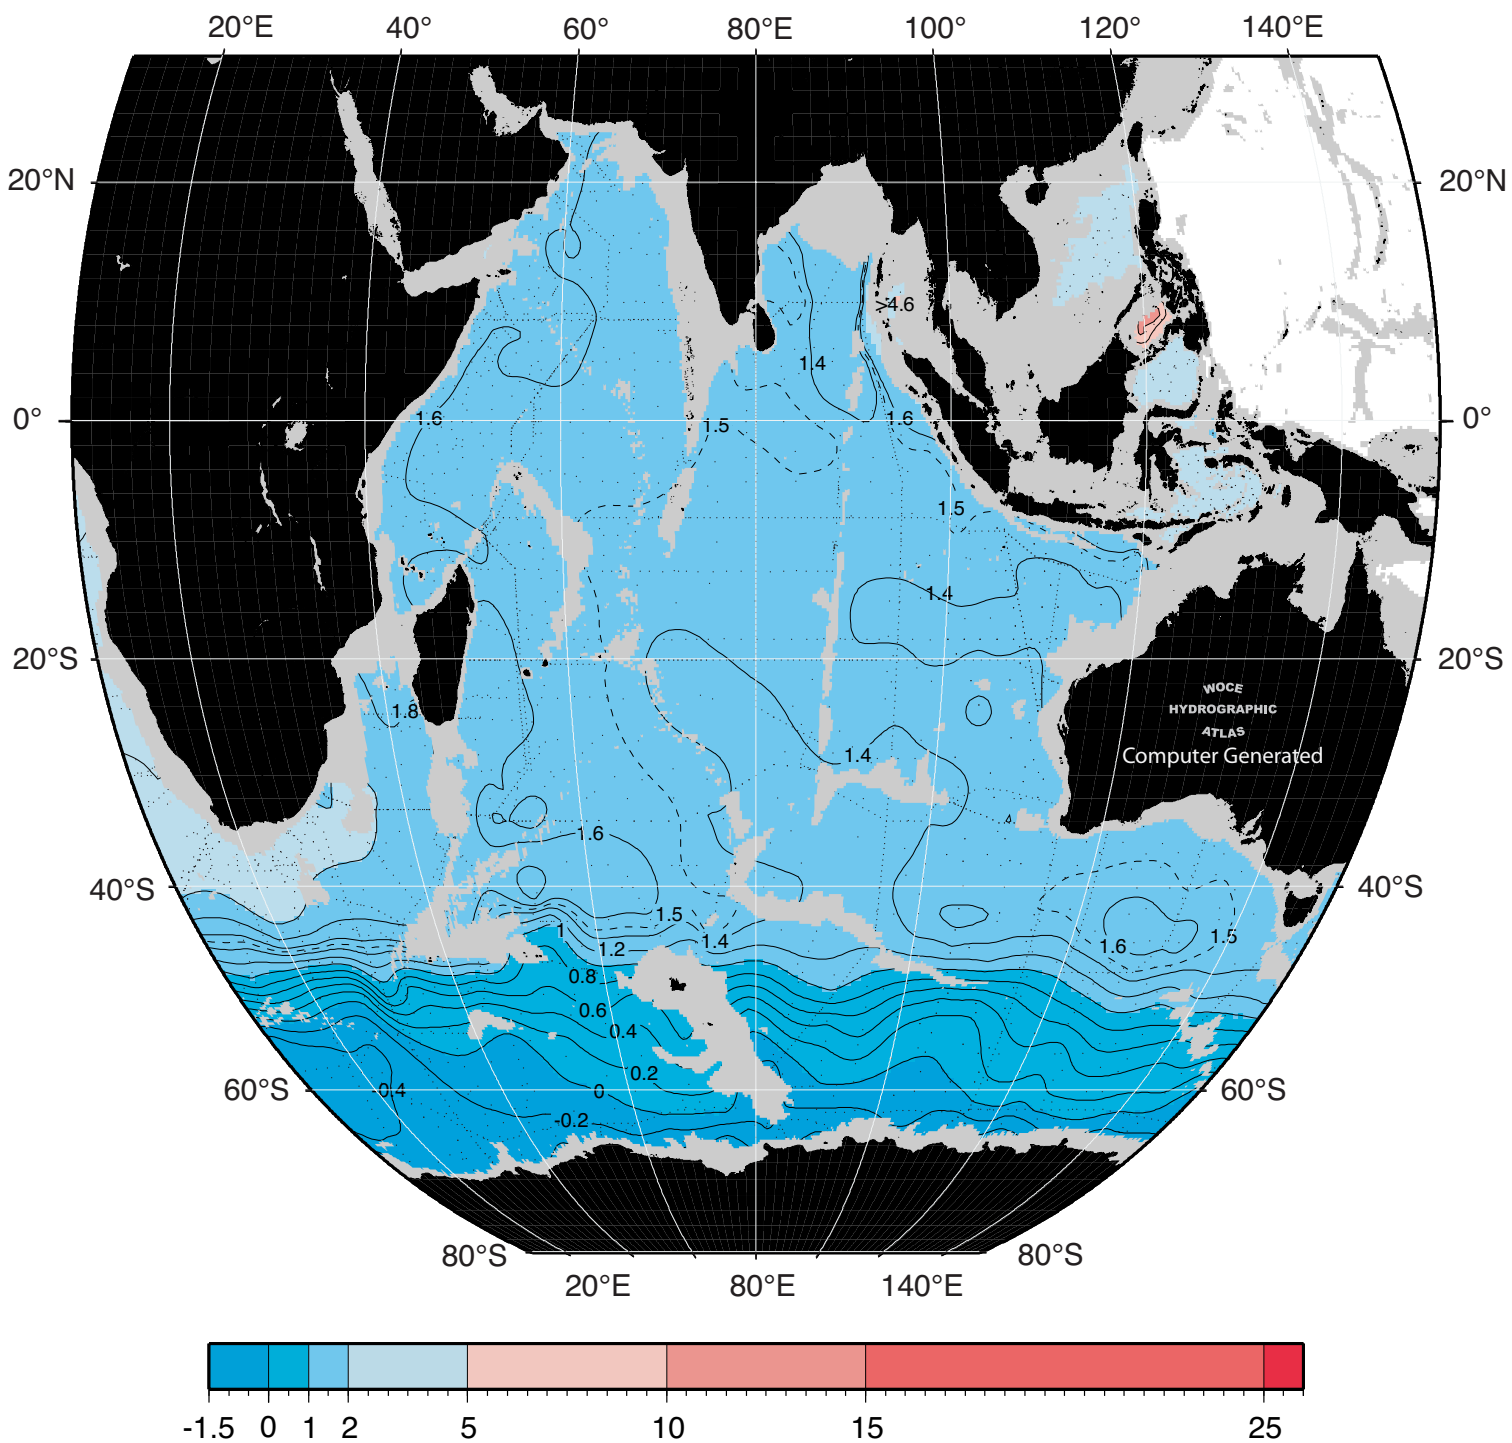 20°E 40° 60° 80°E 100° 120° 140°E
20°N 20°N
>4.6
1.4
1.6 1.5 1.6
0° 0°
1.5
1.4
20°S 20°S
WOCE
HYDROGRAPHIC
ATLAS
1.8
1.4 Computer Generated
1.6
40°S 40°S
1.5
1 1.2 1.4 1.6 1.5
0.8
0.6
0.4
0.2
60°S -0.4 0 60°S
-0.2
80°S 80°S
20°E 80°E 140°E
-1.5 0 1 2 5 10 15 25